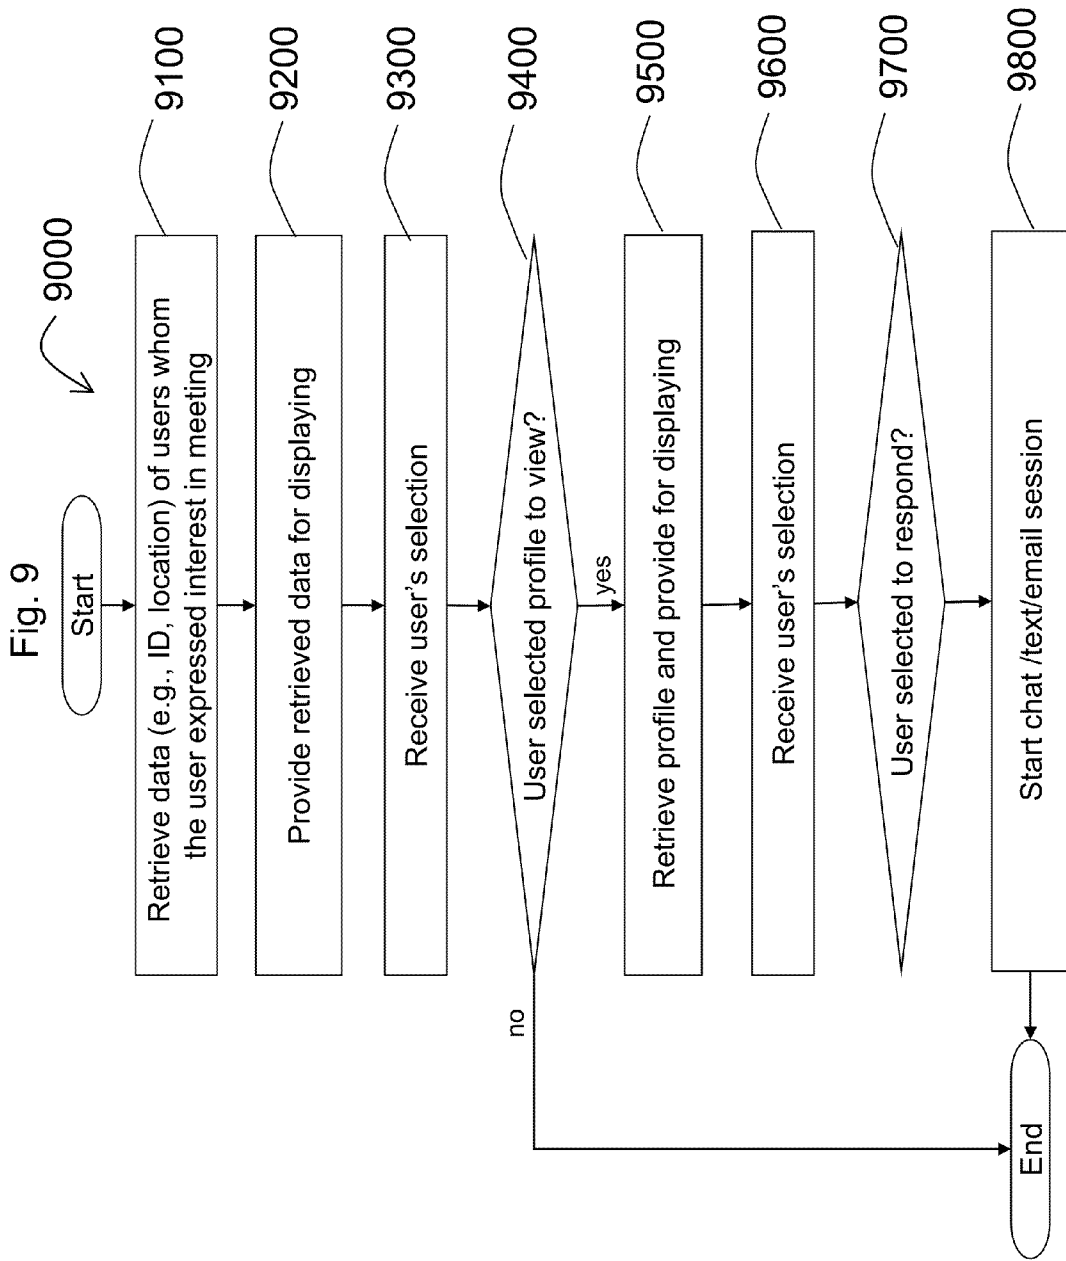 Fig. 9
9000
Start
Retrieve data (e.g., ID, location) of users whom
the user expressed interest in meeting
9100
Provide retrieved data for displaying
9200
Receive user's selection
9300
User selected profile to view?
9400
no
yes
Retrieve profile and provide for displaying
9500
Receive user's selection
9600
User selected to respond?
9700
Start chat /text/email session
9800
End